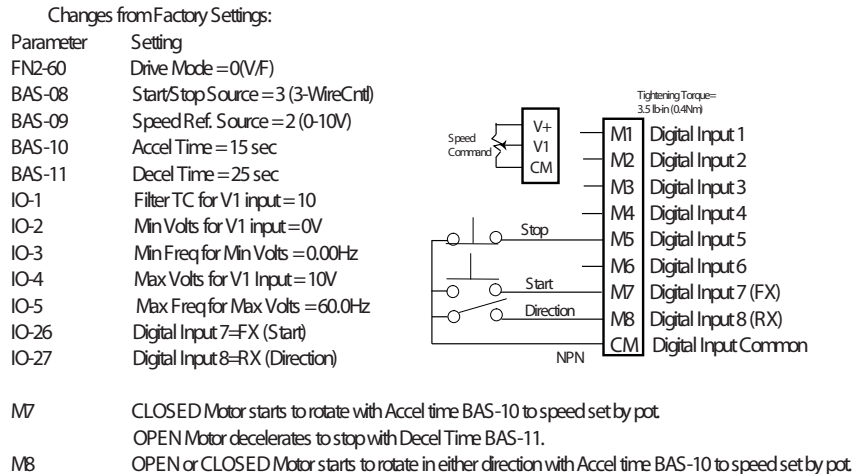 Changes from Factory Settings:
Parameter Setting
FN2-60 Drive Mode = 0(V/F)
BAS-08 Start/Stop Source = 3 (3-WireCntl)
BAS-09 Speed Ref. Source = 2 (0-10V)
BAS-10 Accel Time = 15 sec
BAS-11 Decel Time = 25 sec
IO-1 Filter TC for V1 input = 10
IO-2 Min Volts for V1 input = 0V
IO-3 Min Freq for Min Volts = 0.00Hz
IO-4 Max Volts for V1 Input = 10V
IO-5 Max Freq for Max Volts = 60.0Hz
IO-26 Digital Input 7=FX (Start)
IO-27 Digital Input 8=RX (Direction)
Tightening Torque=
3.5 lb-in (0.4Nm)
Speed
Command
V+
V1
CM
M1 Digital Input 1
M2 Digital Input 2
M3 Digital Input 3
M4 Digital Input 4
Stop M5 Digital Input 5
M6 Digital Input 6
Start M7 Digital Input 7 (FX)
Direction M8 Digital Input 8 (RX)
NPN CM Digital Input Common
M7 CLOSED Motor starts to rotate with Accel time BAS-10 to speed set by pot.
OPEN Motor decelerates to stop with Decel Time BAS-11.
M8 OPEN or CLOSED Motor starts to rotate in either direction with Accel time BAS-10 to speed set by pot.